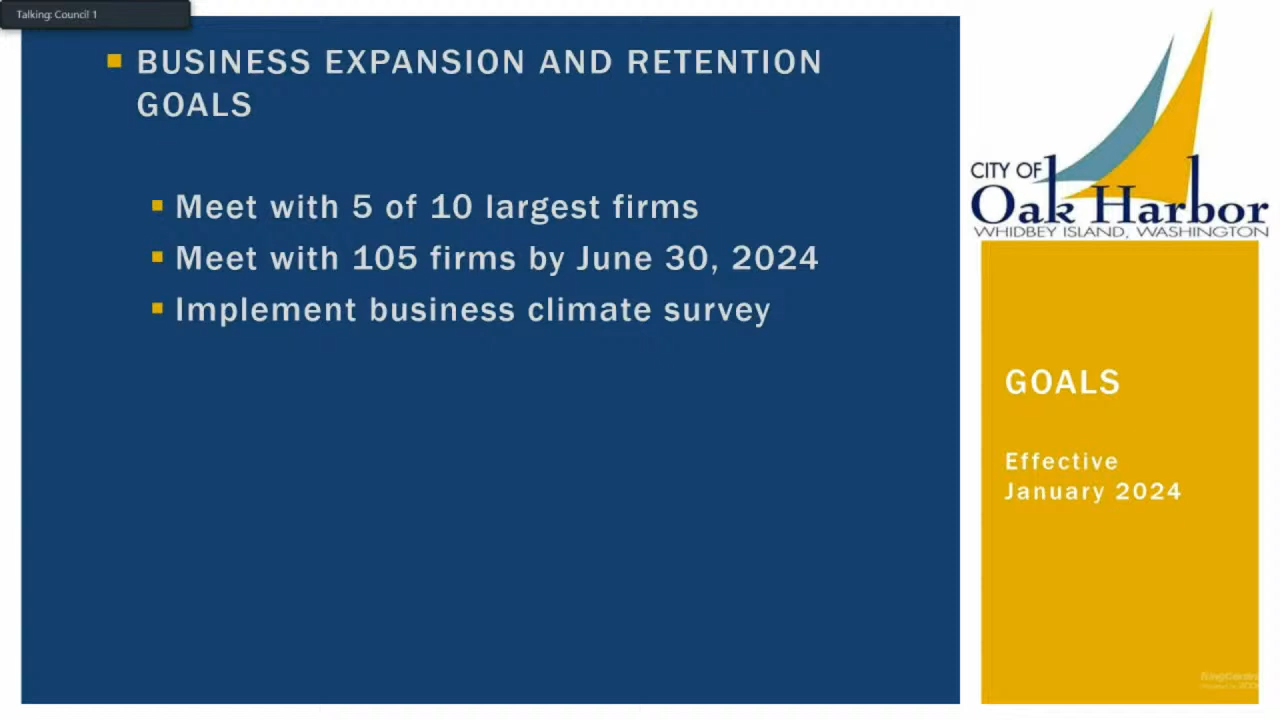 Talking: Council 1
BUSINESS EXPANSION AND RETENTION
GOALS
Meet with 5 of 10 largest firms
Meet with 105 firms by June 30, 2024
Implement business climate survey
CITY OF
Oak Harbor
WHIDBEY ISLAND, WASHINGTON
GOALS
Effective
January 2024